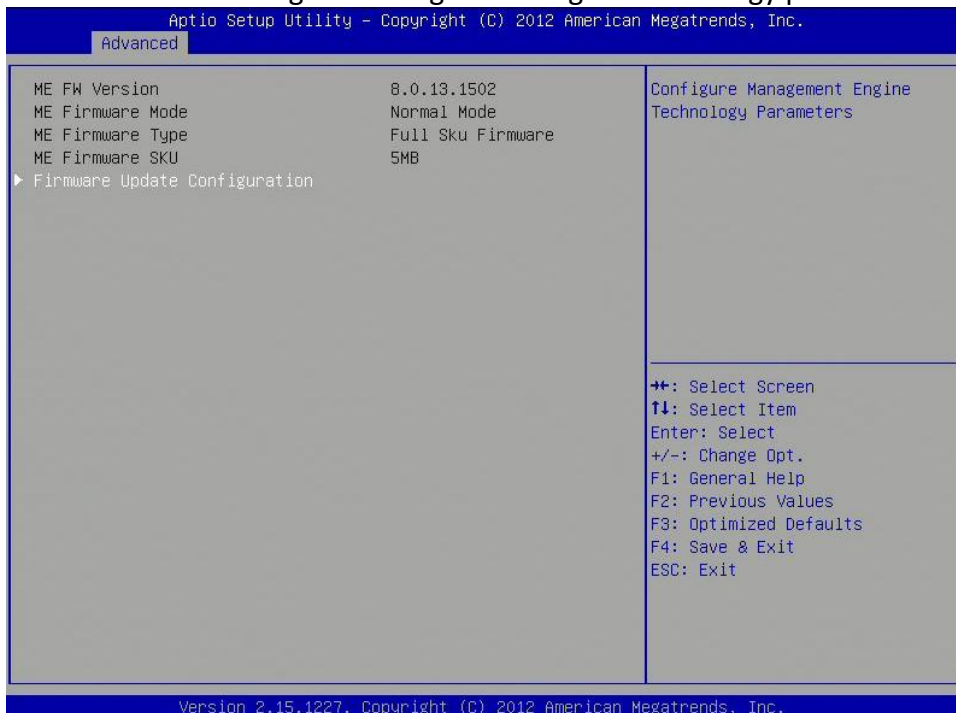 Aptio Setup Utility – Copyright (C) 2012 American Megatrends, Inc.
Advanced
ME FW Version 8.0.13.1502
ME Firmware Mode Normal Mode
ME Firmware Type Full Sku Firmware
ME Firmware SKU 5MB
Firmware Update Configuration
Configure Management Engine
Technology Parameters
→←: Select Screen
↑↓: Select Item
Enter: Select
+/-: Change Opt.
F1: General Help
F2: Previous Values
F3: Optimized Defaults
F4: Save & Exit
ESC: Exit
Version 2.15.1227. Copyright (C) 2012 American Megatrends, Inc.